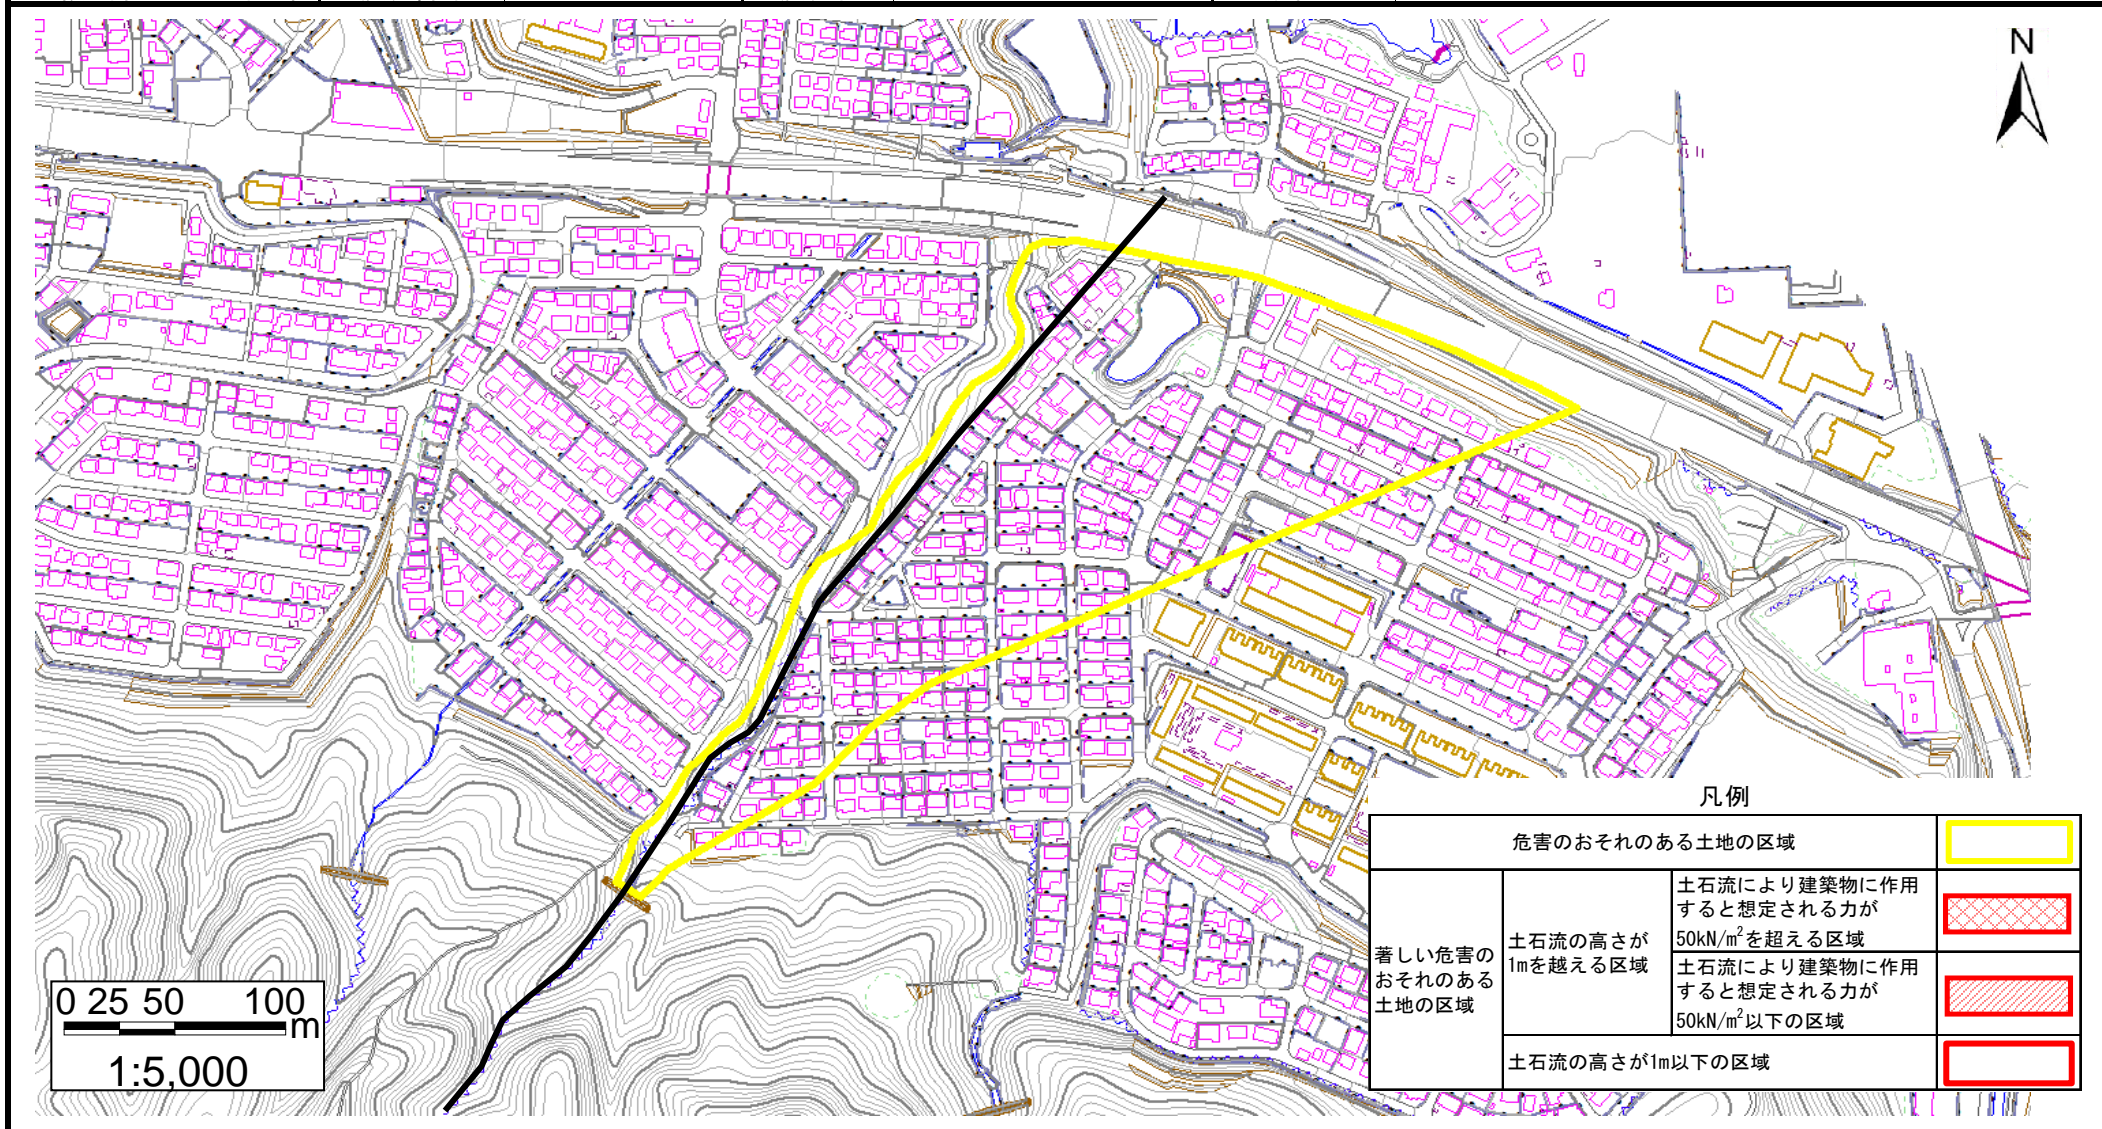 N
凡例
危害のおそれのある土地の区域
著しい危害の
おそれのある
土地の区域
土石流の高さが
1mを越える区域
土石流により建築物に作用
すると想定される力が
50kN/m²を超える区域
土石流により建築物に作用
すると想定される力が
50kN/m²以下の区域
土石流の高さが1m以下の区域
0 25 50 100
m
1:5,000